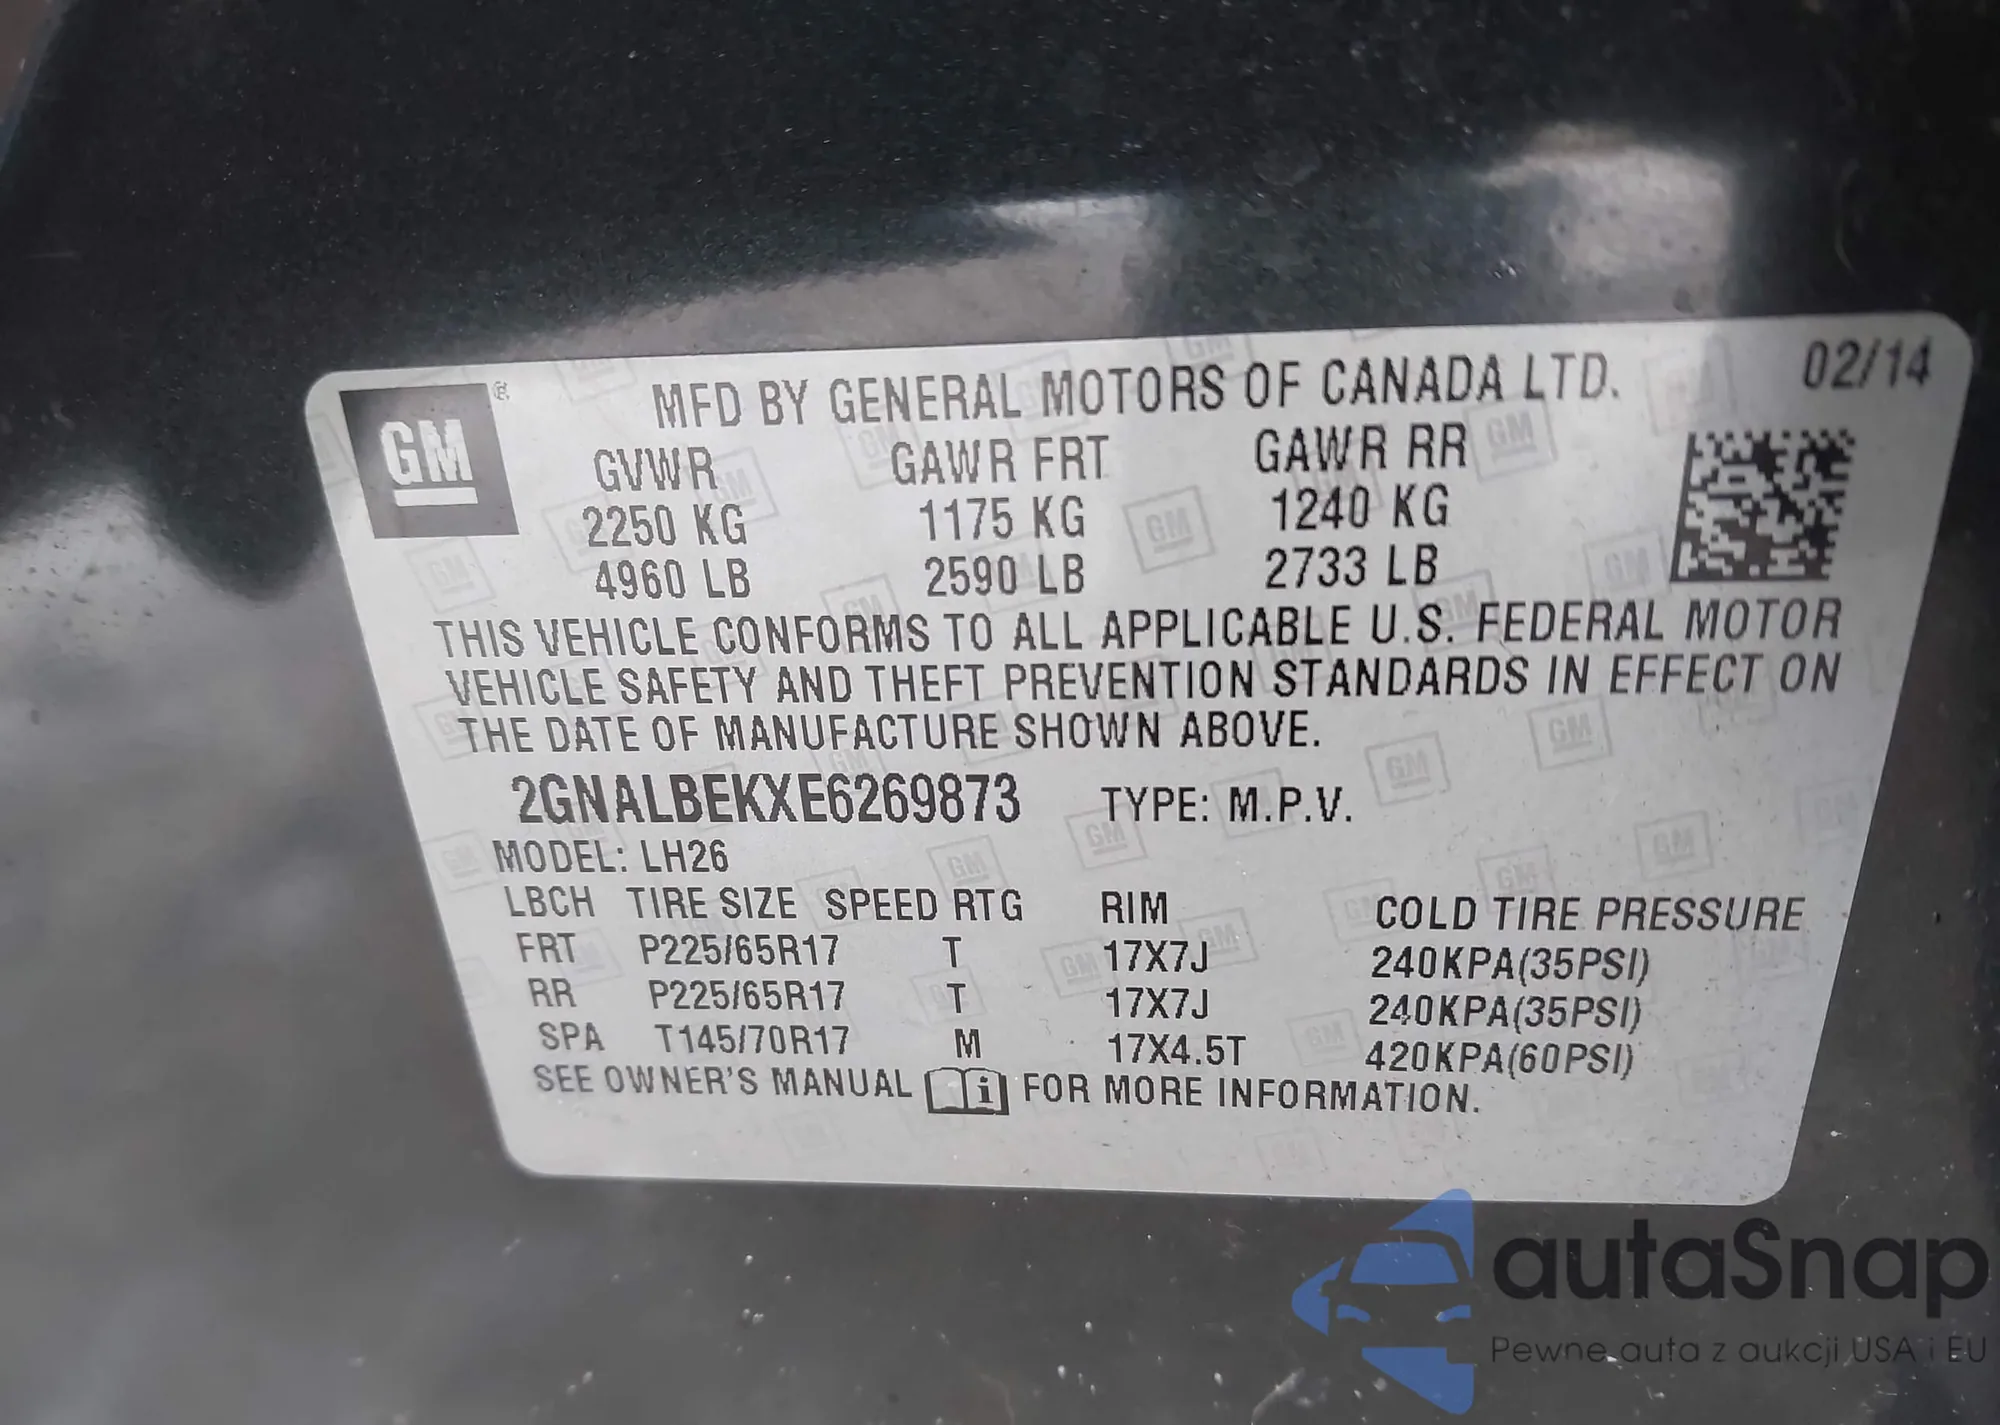 GM ® MFD BY GENERAL MOTORS OF CANADA LTD. 02/14
GVWR GAWR FRT GAWR RR
2250 KG 1175 KG 1240 KG
4960 LB 2590 LB 2733 LB
THIS VEHICLE CONFORMS TO ALL APPLICABLE U.S. FEDERAL MOTOR
VEHICLE SAFETY AND THEFT PREVENTION STANDARDS IN EFFECT ON
THE DATE OF MANUFACTURE SHOWN ABOVE.
2GNALBEKXE6269873 TYPE: M.P.V.
MODEL: LH26
LBCH TIRE SIZE SPEED RTG RIM COLD TIRE PRESSURE
FRT P225/65R17 T 17X7J 240KPA(35PSI)
RR P225/65R17 T 17X7J 240KPA(35PSI)
SPA T145/70R17 M 17X4.5T 420KPA(60PSI)
SEE OWNER'S MANUAL i FOR MORE INFORMATION.
autaSnap
Pewne auta z aukcji USA i EU